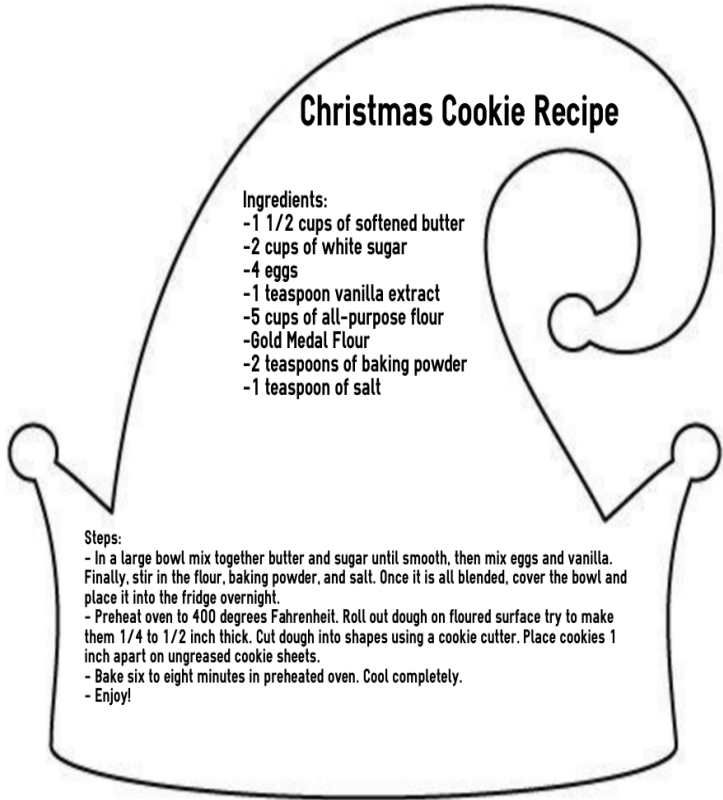 Christmas Cookie Recipe
Ingredients:
-1 1/2 cups of softened butter
-2 cups of white sugar
-4 eggs
-1 teaspoon vanilla extract
-5 cups of all-purpose flour
-Gold Medal Flour
-2 teaspoons of baking powder
-1 teaspoon of salt
Steps:
- In a large bowl mix together butter and sugar until smooth, then mix eggs and vanilla.
Finally, stir in the flour, baking powder, and salt. Once it is all blended, cover the bowl and
place it into the fridge overnight.
- Preheat oven to 400 degrees Fahrenheit. Roll out dough on floured surface try to make
them 1/4 to 1/2 inch thick. Cut dough into shapes using a cookie cutter. Place cookies 1
inch apart on ungreased cookie sheets.
- Bake six to eight minutes in preheated oven. Cool completely.
- Enjoy!